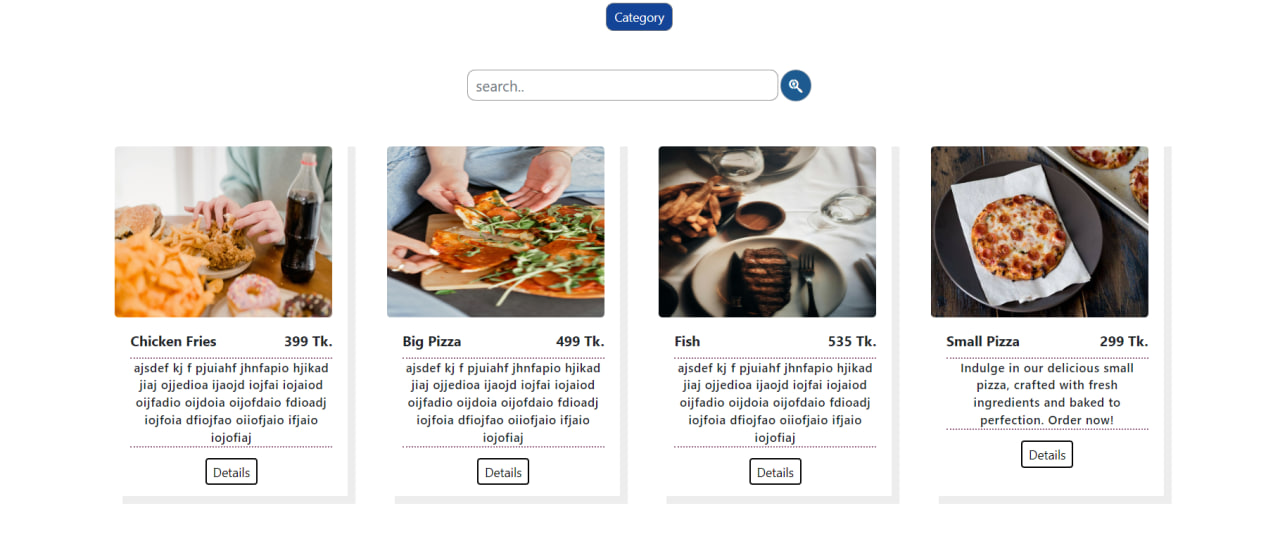 Category
search..
Chicken Fries 399 Tk.
ajsdef kj f pjuiahf jhnfapio hjikad
jiaj ojjedioa ijaojd iojfai iojaiod
oijfadio oijdoia oijofdaio fdioadj
iojfoia dfiojfao oiiofjaio ifjaio
iojofiaj
Details
Big Pizza 499 Tk.
ajsdef kj f pjuiahf jhnfapio hjikad
jiaj ojjedioa ijaojd iojfai iojaiod
oijfadio oijdoia oijofdaio fdioadj
iojfoia dfiojfao oiiofjaio ifjaio
iojofiaj
Details
Fish 535 Tk.
ajsdef kj f pjuiahf jhnfapio hjikad
jiaj ojjedioa ijaojd iojfai iojaiod
oijfadio oijdoia oijofdaio fdioadj
iojfoia dfiojfao oiiofjaio ifjaio
iojofiaj
Details
Small Pizza 299 Tk.
Indulge in our delicious small
pizza, crafted with fresh
ingredients and baked to
perfection. Order now!
Details